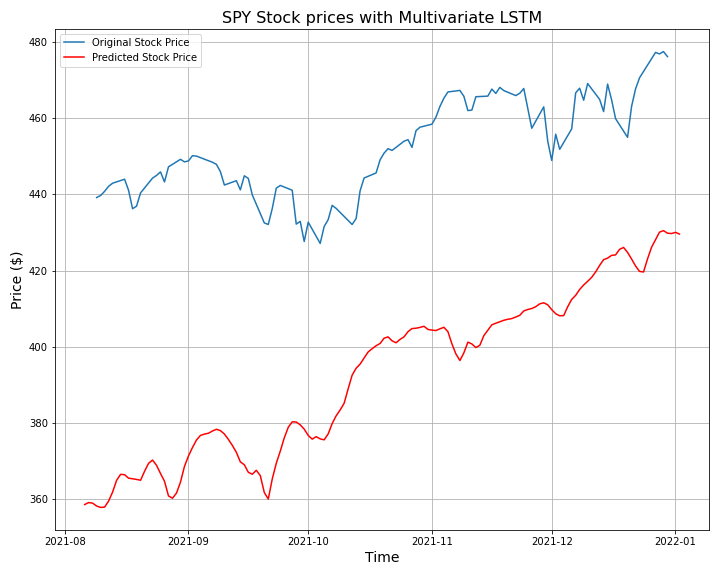 SPY Stock prices with Multivariate LSTM
Original Stock Price
Predicted Stock Price
480
460
440
420
400
380
360
Price ($)
2021-08 2021-09 2021-10 2021-11 2021-12 2022-01
Time